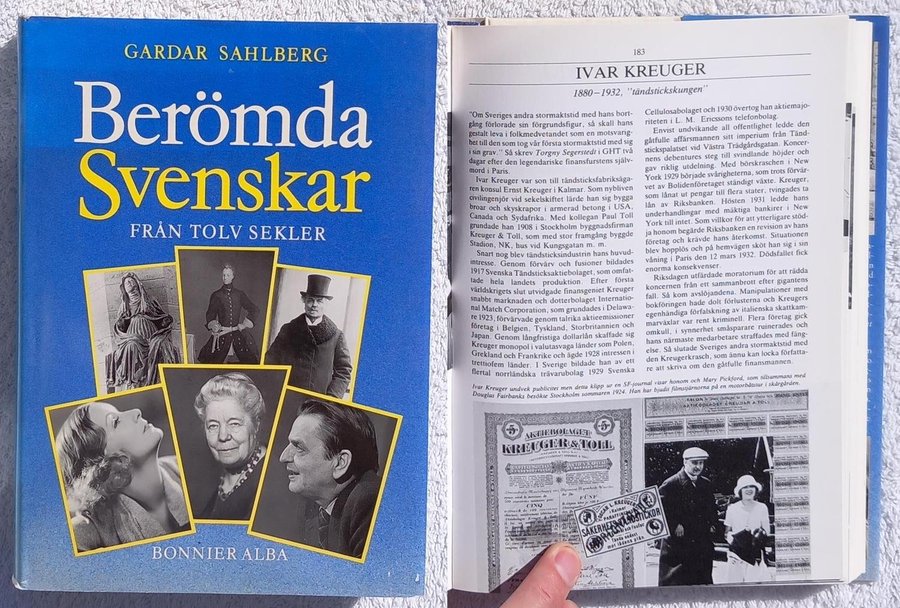 GARDAR SAHLBERG
Berömda
Svenskar
FRÅN TOLV SEKLER
BONNIER ALBA
183
IVAR KREUGER
1880–1932, "tändstickskungen"
"Om Sveriges andra stormaktstid med hans bort-
gång förlorade sin förgrundsfigur, så skall hans
gestalt leva i folkmedvetandet som en motsvarig-
het till den som tog vår första stormaktstid med sig
i sin grav." Så skrev Torgny Segerstedt i GHT två
dagar efter den legendariske finansfurstens själv-
mord i Paris.
Ivar Kreuger var son till tändsticksfabriksäga-
ren konsul Ernst Kreuger i Kalmar. Som nybliven
civilingenjör vid sekelskiftet lärde han sig bygga
broar och skyskrapor i armerad betong i USA,
Canada och Sydafrika. Med kollegan Paul Toll
grundade han 1908 i Stockholm byggnadsfirman
Kreuger & Toll, som med stor framgång byggde
Stadion, NK, hus vid Kungsgatan m. m.
Snart nog blev tändsticksindustrin hans huvud-
intresse. Genom förvärv och fusioner bildades
1917 Svenska Tändsticksaktiebolaget, som omfat-
tade hela landets produktion. Efter första
världskrigets slut utvidgade finansgeniet Kreuger
snabbt marknaden och dotterbolaget Internatio-
nal Match Corporation, som grundades i Delawa-
re 1923, förvärvade genom talrika aktieemissioner
företag i Belgien, Tyskland, Storbritannien och
Japan. Genom långfristiga dollarlån skaffade sig
Kreuger monopol i valutasvaga länder som Polen,
Grekland och Frankrike och ägde 1928 intressen i
trettiofem länder. I Sverige bildade han av ett
flertal norrländska trävarubolag 1929 Svenska
Cellulosabolaget och 1930 övertog han aktiemajo-
riteten i L. M. Ericssons telefonbolag.
Envist undvikande all offentlighet ledde den
gåtfulle affärsmannen sitt imperium från Tänd-
stickspalatset vid Västra Trädgårdsgatan. Koncer-
nens debentures steg till svindlande höjder och
gav riklig utdelning. Med börskraschen i New
York 1929 började svårigheterna, som trots förvär-
vet av Bolidenföretaget ständigt växte. Kreuger,
som lånat ut pengar till flera stater, tvingades ta
lån av Riksbanken. Hösten 1931 ledde hans
underhandlingar med mäktiga bankirer i New
York till intet. Som villkor för att ytterligare stöd-
ja honom begärde Riksbanken en revision av hans
företag och krävde hans återkomst. Situationen
blev hopplös och på hemvägen sköt han sig i sin
våning i Paris den 12 mars 1932. Dödsfallet fick
enorma konsekvenser.
Riksdagen utfärdade moratorium för att rädda
koncernen från ett sammanbrott efter gigantens
fall. Så kom avslöjandena. Manipulationer med
bokföringen hade dolt förlusterna och Kreugers
egenhändiga förfalskning av italienska skattkam-
marväxlar var rent kriminell. Flera företag gick
omkull, i synnerhet småsparare ruinerades och
hans närmaste medarbetare straffades med fäng-
else. Så slutade Sveriges andra stormaktstid med
den Kreugerkrasch, som ännu kan locka författa-
re att skriva om den gåtfulle finansmannen.
Ivar Kreuger undvek publicitet men detta klipp ur en SF-journal visar honom och Mary Pickford, som tillsammans med
Douglas Fairbanks besökte Stockholm sommaren 1924. Han har bjudit filmstjärnorna på en motorbåtstur i skärgården.
AKTIEBOLAGET
KREUGER & TOLL
CINQ
FÜNF
AKTIEBOLAGET KREUGER & TOLL
IVAR KREUGER
i Kalmar
SÄKERHETSTÄNDSTICKOR